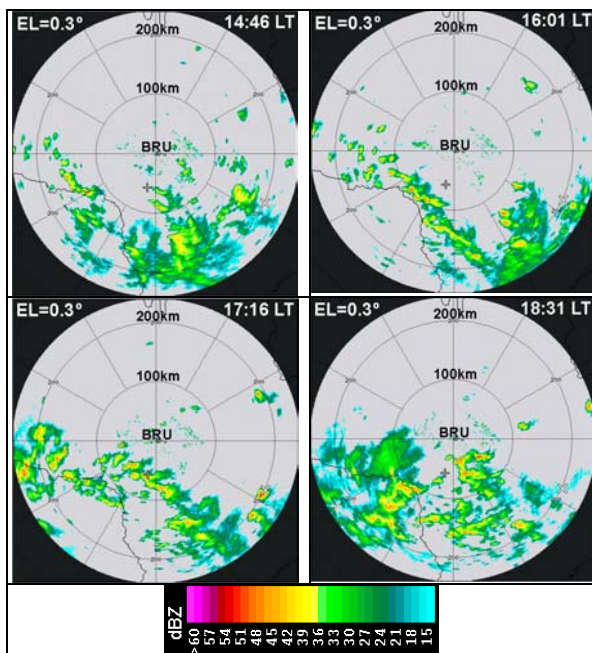 EL=0.3° 14:46 LT
200km
100km
BRU
EL=0.3° 16:01 LT
200km
100km
BRU
EL=0.3° 17:16 LT
200km
100km
BRU
EL=0.3° 18:31 LT
200km
100km
BRU
dBZ >60 57 54 51 48 45 42 39 36 33 30 27 24 21 18 15